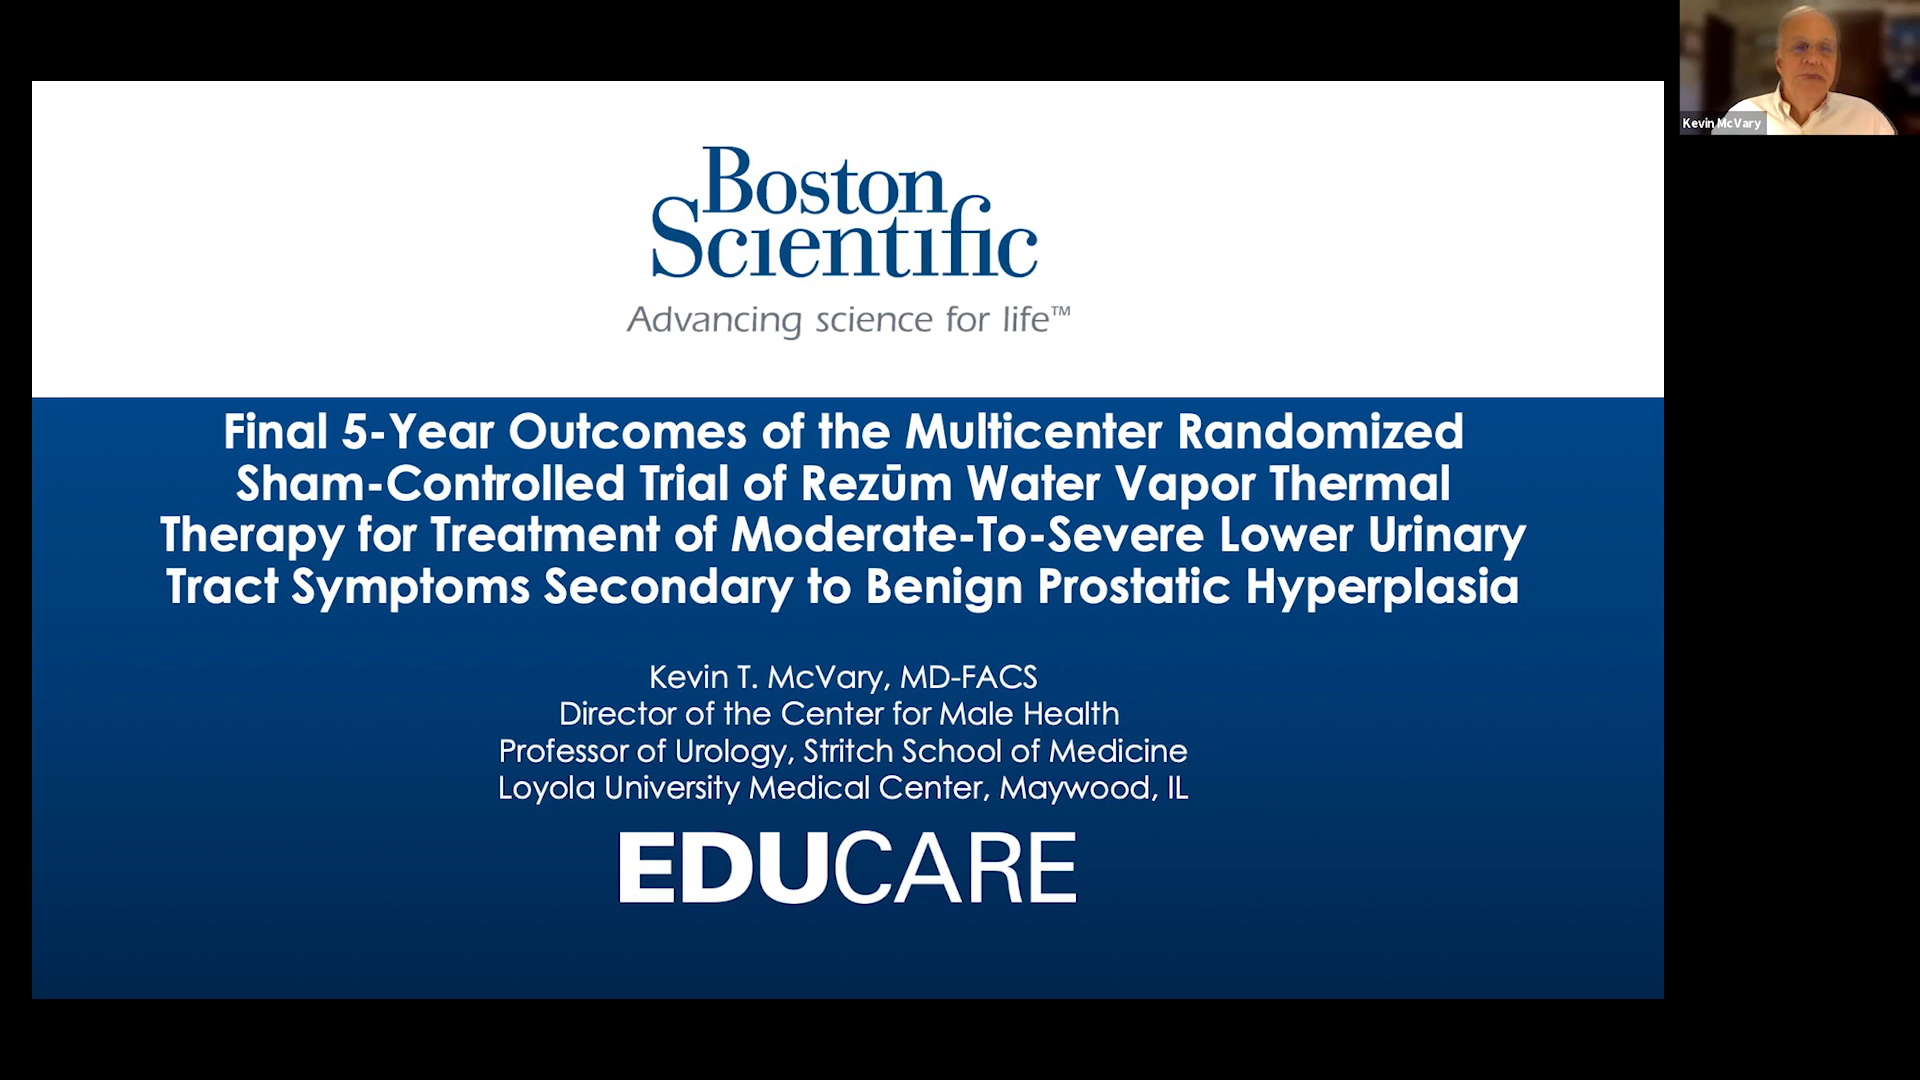 Boston
Scientific
Advancing science for life™
Final 5-Year Outcomes of the Multicenter Randomized
Sham-Controlled Trial of Rezūm Water Vapor Thermal
Therapy for Treatment of Moderate-To-Severe Lower Urinary
Tract Symptoms Secondary to Benign Prostatic Hyperplasia
Kevin T. McVary, MD-FACS
Director of the Center for Male Health
Professor of Urology, Stritch School of Medicine
Loyola University Medical Center, Maywood, IL
EDUCARE
Kevin McVary